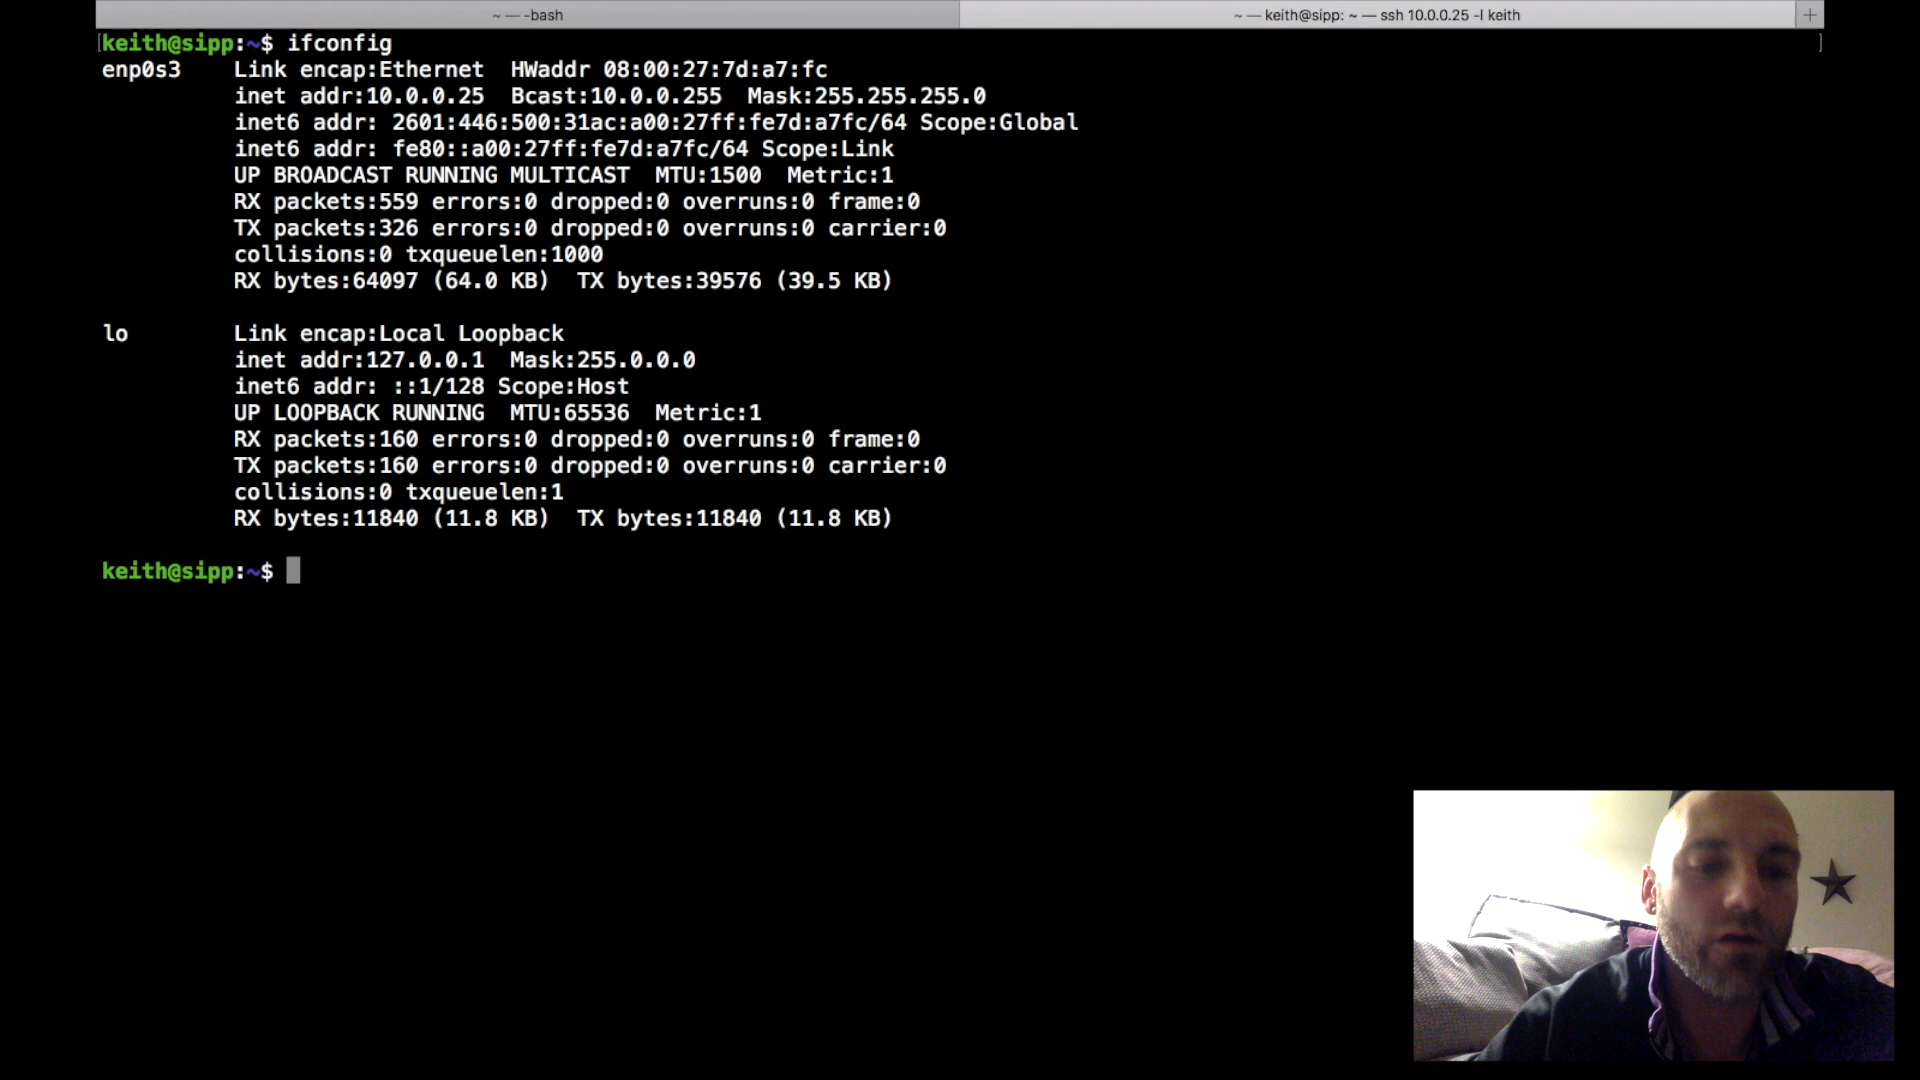 ~ — -bash
~ — keith@sipp: ~ — ssh 10.0.0.25 -l keith
[keith@sipp:~$ ifconfig ]
enp0s3 Link encap:Ethernet HWaddr 08:00:27:7d:a7:fc
inet addr:10.0.0.25 Bcast:10.0.0.255 Mask:255.255.255.0
inet6 addr: 2601:446:500:31ac:a00:27ff:fe7d:a7fc/64 Scope:Global
inet6 addr: fe80::a00:27ff:fe7d:a7fc/64 Scope:Link
UP BROADCAST RUNNING MULTICAST MTU:1500 Metric:1
RX packets:559 errors:0 dropped:0 overruns:0 frame:0
TX packets:326 errors:0 dropped:0 overruns:0 carrier:0
collisions:0 txqueuelen:1000
RX bytes:64097 (64.0 KB) TX bytes:39576 (39.5 KB)
lo Link encap:Local Loopback
inet addr:127.0.0.1 Mask:255.0.0.0
inet6 addr: ::1/128 Scope:Host
UP LOOPBACK RUNNING MTU:65536 Metric:1
RX packets:160 errors:0 dropped:0 overruns:0 frame:0
TX packets:160 errors:0 dropped:0 overruns:0 carrier:0
collisions:0 txqueuelen:1
RX bytes:11840 (11.8 KB) TX bytes:11840 (11.8 KB)
keith@sipp:~$